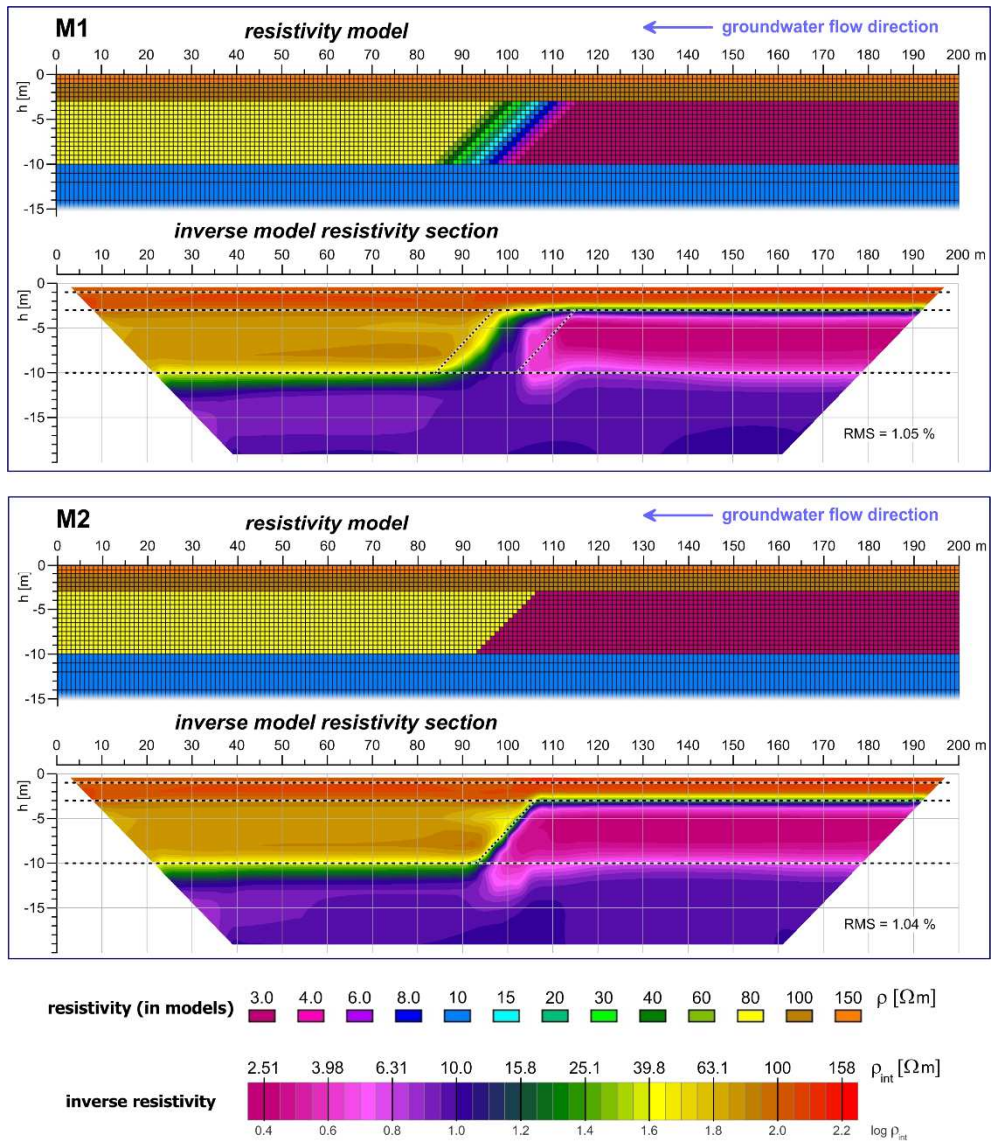 M1
resistivity model
groundwater flow direction
0 10 20 30 40 50 60 70 80 90 100 110 120 130 140 150 160 170 180 190 200 m
h [m]
0
-5
-10
-15
inverse model resistivity section
0 10 20 30 40 50 60 70 80 90 100 110 120 130 140 150 160 170 180 190 200 m
h [m]
0
-5
-10
-15
RMS = 1.05 %
M2
resistivity model
groundwater flow direction
0 10 20 30 40 50 60 70 80 90 100 110 120 130 140 150 160 170 180 190 200 m
h [m]
0
-5
-10
-15
inverse model resistivity section
0 10 20 30 40 50 60 70 80 90 100 110 120 130 140 150 160 170 180 190 200 m
h [m]
0
-5
-10
-15
RMS = 1.04 %
resistivity (in models) 3.0 4.0 6.0 8.0 10 15 20 30 40 60 80 100 150 ρ [Ωm]
2.51 3.98 6.31 10.0 15.8 25.1 39.8 63.1 100 158 ρint [Ωm]
inverse resistivity
0.4 0.6 0.8 1.0 1.2 1.4 1.6 1.8 2.0 2.2 log ρint